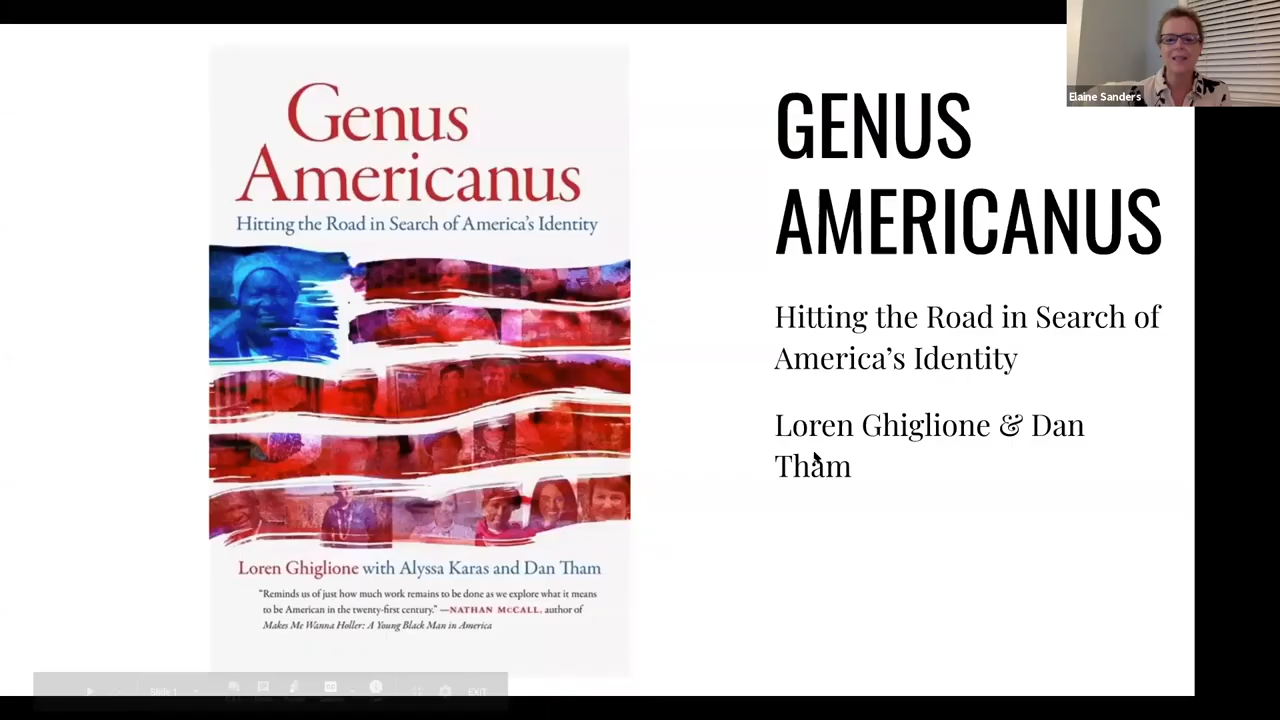 Genus
Americanus
Hitting the Road in Search of America's Identity
Loren Ghiglione with Alyssa Karas and Dan Tham
“Reminds us of just how much work remains to be done as we explore what it means
to be American in the twenty-first century.” —NATHAN McCALL, author of
Makes Me Wanna Holler: A Young Black Man in America
GENUS
AMERICANUS
Hitting the Road in Search of
America’s Identity
Loren Ghiglione & Dan
Tham
Elaine Sanders
Slide 1
EXIT